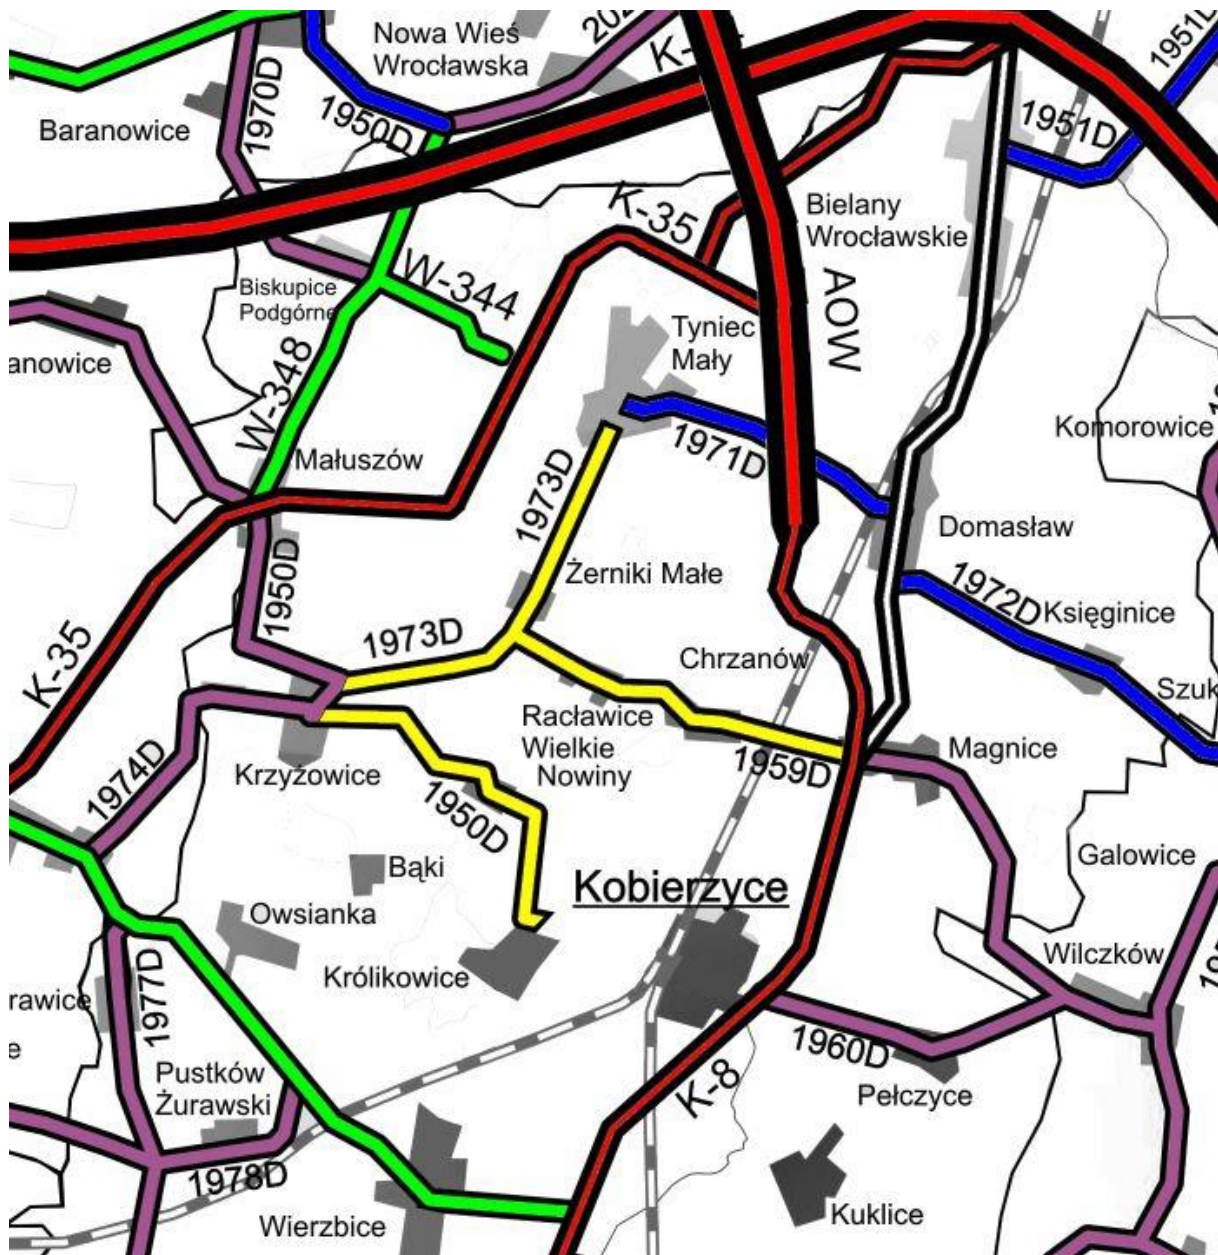 Nowa Wieś
Wrocławska
202
K-
1951D
1970D
1950D
Baranowice
1951D
K-35
Bielany
Wrocławskie
W-344
AOW
Biskupice
Podgórne
Tyniec
Mały
anowice
W-348
Małuszów
Komorowice
1971D
1973D
Domasław
1950D
Żerniki Małe
1972D
Księginice
1973D
K-35
Chrzanów
Szuk
Racławice
Wielkie
Nowiny
1959D
Magnice
Krzyżowice
1974D
1950D
Bąki
Galowice
Kobierzyce
Owsianka
Wilczków
Królikowice
1977D
rawice
e
1960D
Pustków
Żurawski
K-8
Pełczyce
1978D
Wierzbice
Kuklice